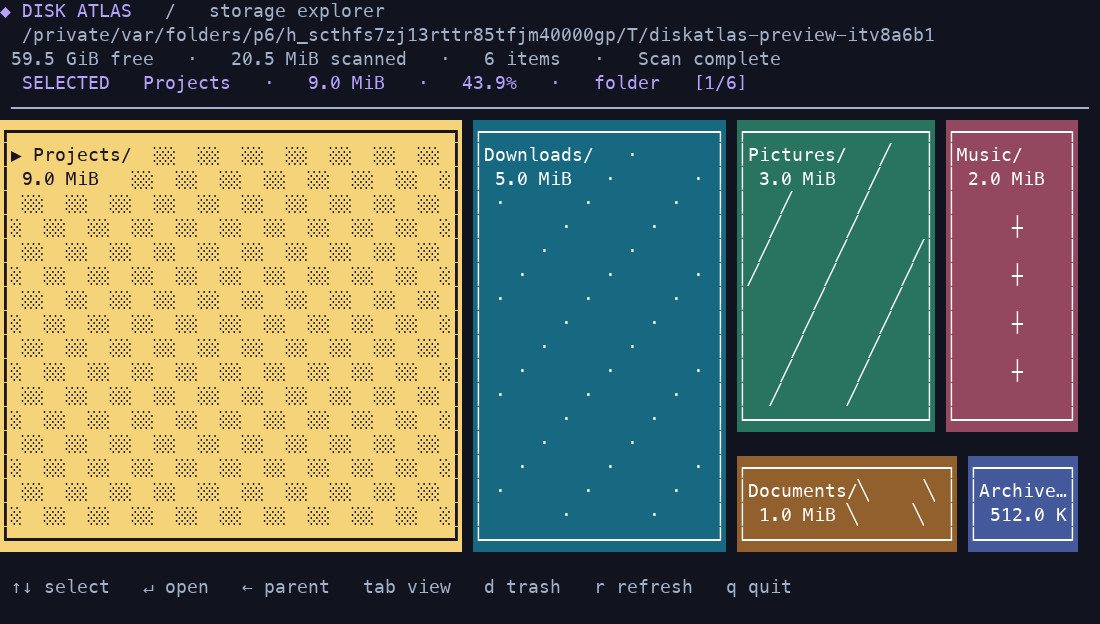 ◆ DISK ATLAS / storage explorer
/private/var/folders/p6/h_scthfs7zj13rttr85tfjm40000gp/T/diskatlas-preview-itv8a6b1
59.5 GiB free · 20.5 MiB scanned · 6 items · Scan complete
SELECTED Projects · 9.0 MiB · 43.9% · folder [1/6]
▶ Projects/
9.0 MiB
Downloads/
5.0 MiB
Pictures/
3.0 MiB
Music/
2.0 MiB
Documents/
1.0 MiB
Archive…
512.0 K
↑↓ select ↵ open ← parent tab view d trash r refresh q quit